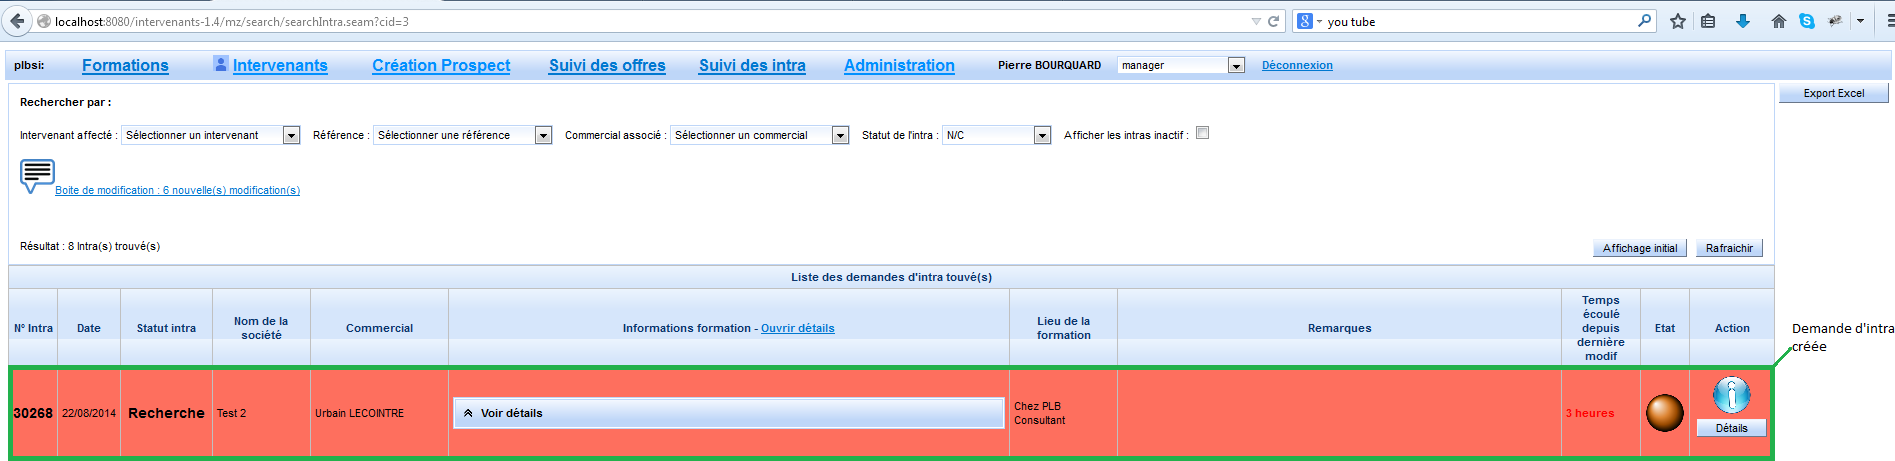 localhost:8080/intervenants-1.4/mz/search/searchIntra.seam?cid=3
you tube
plbsi: Formations Intervenants Création Prospect Suivi des offres Suivi des intra Administration Pierre BOURQUARD manager Déconnexion
Export Excel
Rechercher par :
Intervenant affecté : Sélectionner un intervenant Référence : Sélectionner une référence Commercial associé : Sélectionner un commercial Statut de l'intra : N/C Afficher les intras inactif :
Boite de modification : 6 nouvelle(s) modification(s)
Résultat : 8 Intra(s) trouvé(s)
Affichage initial Rafraichir
Liste des demandes d'intra touvé(s)
N° Intra
Date
Statut intra
Nom de la
société
Commercial
Informations formation - Ouvrir détails
Lieu de la
formation
Remarques
Temps
écoulé
depuis
dernière
modif
Etat
Action
Demande d'intra
créée
30268
22/08/2014
Recherche
Test 2
Urbain LECOINTRE
Voir détails
Chez PLB
Consultant
3 heures
Détails